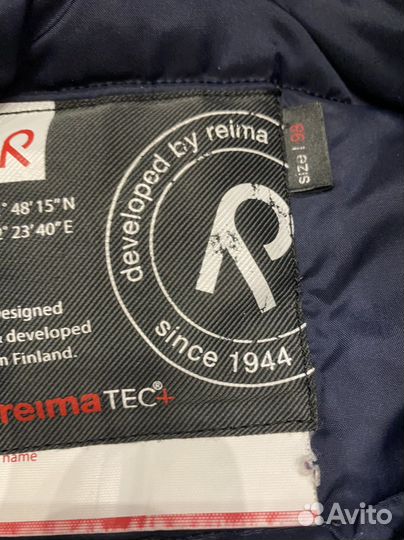 developed by reima
size | 98
° 48' 15" N
° 23' 40" E
esigned
developed
n Finland.
since 1944
reimaTEC®+
name
Avito